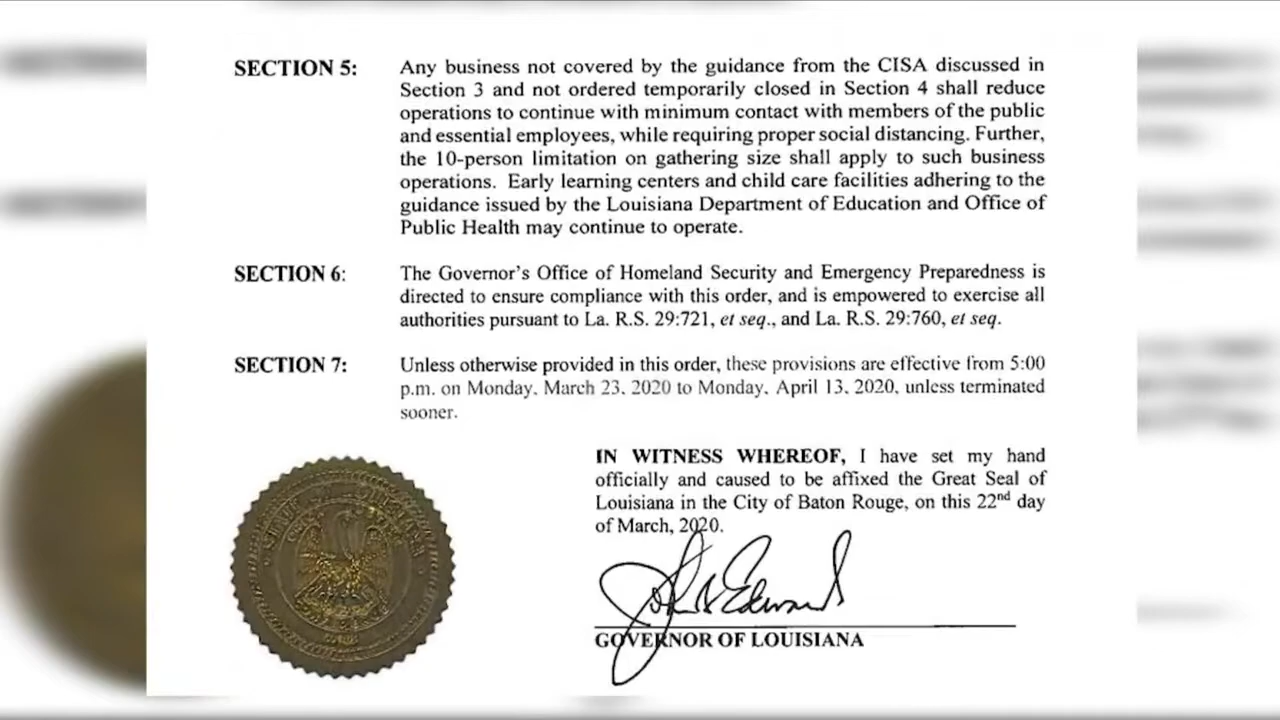 SECTION 5: Any business not covered by the guidance from the CISA discussed in
Section 3 and not ordered temporarily closed in Section 4 shall reduce
operations to continue with minimum contact with members of the public
and essential employees, while requiring proper social distancing. Further,
the 10-person limitation on gathering size shall apply to such business
operations. Early learning centers and child care facilities adhering to the
guidance issued by the Louisiana Department of Education and Office of
Public Health may continue to operate.
SECTION 6: The Governor's Office of Homeland Security and Emergency Preparedness is
directed to ensure compliance with this order, and is empowered to exercise all
authorities pursuant to La. R.S. 29:721, et seq., and La. R.S. 29:760, et seq.
SECTION 7: Unless otherwise provided in this order, these provisions are effective from 5:00
p.m. on Monday, March 23, 2020 to Monday, April 13, 2020, unless terminated
sooner.
IN WITNESS WHEREOF, I have set my hand
officially and caused to be affixed the Great Seal of
Louisiana in the City of Baton Rouge, on this 22nd day
of March, 2020.
John B Edwards
GOVERNOR OF LOUISIANA